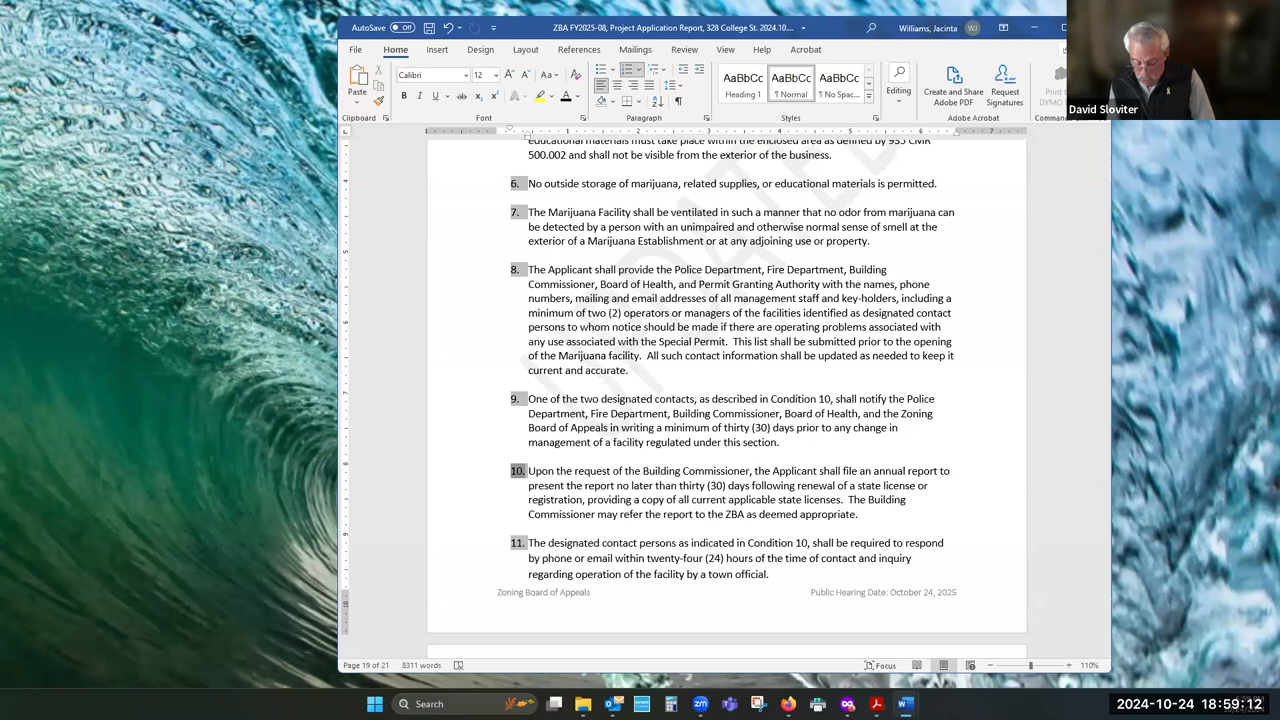 AutoSave Off
ZBA FY2025-08, Project Application Report, 328 College St. 2024.10....
Williams, Jacinta WJ
File Home Insert Design Layout References Mailings Review View Help Acrobat
Paste
Calibri 12
AaBbCc AaBbCc AaBbCc
Heading 1 ¶ Normal ¶ No Spac...
Editing
Create and Share Adobe PDF
Request Signatures
Clipboard Font Paragraph Styles Adobe Acrobat
David Sloviter
educational materials must take place within the enclosed area as defined by 935 CMR
500.002 and shall not be visible from the exterior of the business.
6. No outside storage of marijuana, related supplies, or educational materials is permitted.
7. The Marijuana Facility shall be ventilated in such a manner that no odor from marijuana can
be detected by a person with an unimpaired and otherwise normal sense of smell at the
exterior of a Marijuana Establishment or at any adjoining use or property.
8. The Applicant shall provide the Police Department, Fire Department, Building
Commissioner, Board of Health, and Permit Granting Authority with the names, phone
numbers, mailing and email addresses of all management staff and key-holders, including a
minimum of two (2) operators or managers of the facilities identified as designated contact
persons to whom notice should be made if there are operating problems associated with
any use associated with the Special Permit. This list shall be submitted prior to the opening
of the Marijuana facility. All such contact information shall be updated as needed to keep it
current and accurate.
9. One of the two designated contacts, as described in Condition 10, shall notify the Police
Department, Fire Department, Building Commissioner, Board of Health, and the Zoning
Board of Appeals in writing a minimum of thirty (30) days prior to any change in
management of a facility regulated under this section.
10. Upon the request of the Building Commissioner, the Applicant shall file an annual report to
present the report no later than thirty (30) days following renewal of a state license or
registration, providing a copy of all current applicable state licenses. The Building
Commissioner may refer the report to the ZBA as deemed appropriate.
11. The designated contact persons as indicated in Condition 10, shall be required to respond
by phone or email within twenty-four (24) hours of the time of contact and inquiry
regarding operation of the facility by a town official.
Zoning Board of Appeals Public Hearing Date: October 24, 2025
Page 19 of 21 8311 words Focus 110%
Search
2024-10-24 18:59:12